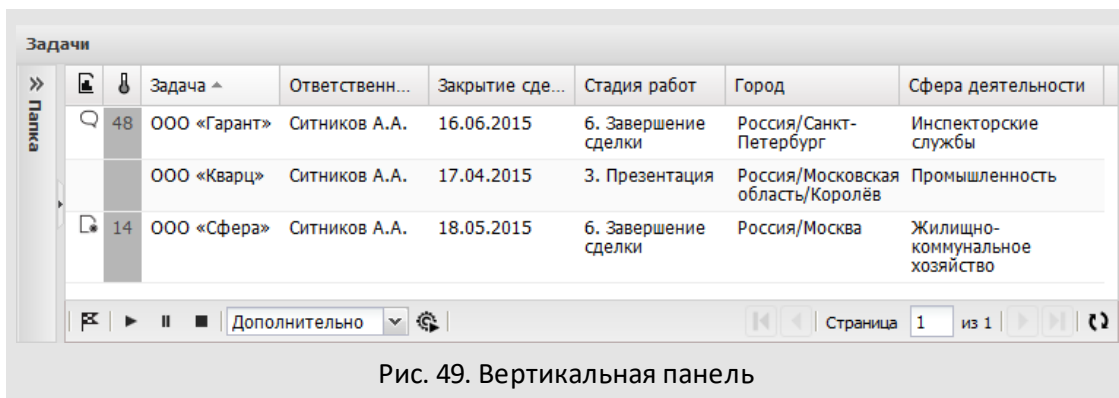 Задачи
Папка
Задача Ответственн... Закрытие сде... Стадия работ Город Сфера деятельности
48 ООО «Гарант» Ситников А.А. 16.06.2015 6. Завершение Россия/Санкт- Инспекторские
сделки Петербург службы
ООО «Кварц» Ситников А.А. 17.04.2015 3. Презентация Россия/Московская Промышленность
область/Королёв
14 ООО «Сфера» Ситников А.А. 18.05.2015 6. Завершение Россия/Москва Жилищно-
сделки коммунальное
хозяйство
Дополнительно Страница 1 из 1
Рис. 49. Вертикальная панель